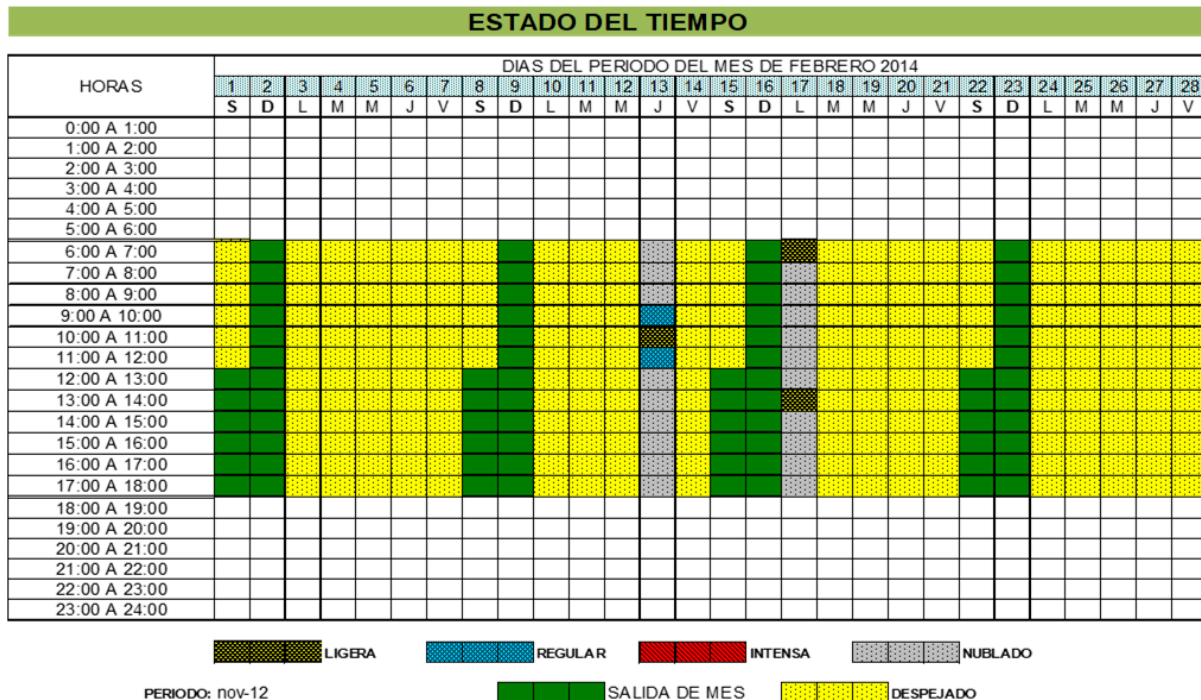 ESTADO DEL TIEMPO
HORAS
DIAS DEL PERIODO DEL MES DE FEBRERO 2014
1 2 3 4 5 6 7 8 9 10 11 12 13 14 15 16 17 18 19 20 21 22 23 24 25 26 27 28
S D L M M J V S D L M M J V S D L M M J V S D L M M J V
0:00 A 1:00
1:00 A 2:00
2:00 A 3:00
3:00 A 4:00
4:00 A 5:00
5:00 A 6:00
6:00 A 7:00
7:00 A 8:00
8:00 A 9:00
9:00 A 10:00
10:00 A 11:00
11:00 A 12:00
12:00 A 13:00
13:00 A 14:00
14:00 A 15:00
15:00 A 16:00
16:00 A 17:00
17:00 A 18:00
18:00 A 19:00
19:00 A 20:00
20:00 A 21:00
21:00 A 22:00
22:00 A 23:00
23:00 A 24:00
LIGERA REGULAR INTENSA NUBLADO
PERIODO: nov-12 SALIDA DE MES DESPEJADO